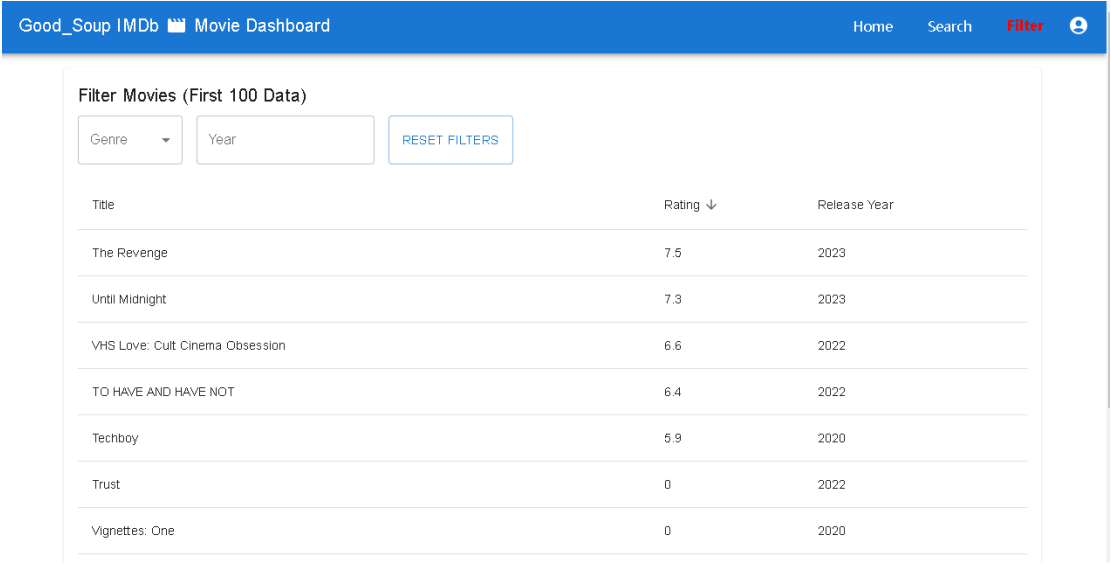 Good_Soup IMDb Movie Dashboard Home Search Filter
Filter Movies (First 100 Data)
Genre Year RESET FILTERS
Title Rating Release Year
The Revenge 7.5 2023
Until Midnight 7.3 2023
VHS Love: Cult Cinema Obsession 6.6 2022
TO HAVE AND HAVE NOT 6.4 2022
Techboy 5.9 2020
Trust 0 2022
Vignettes: One 0 2020